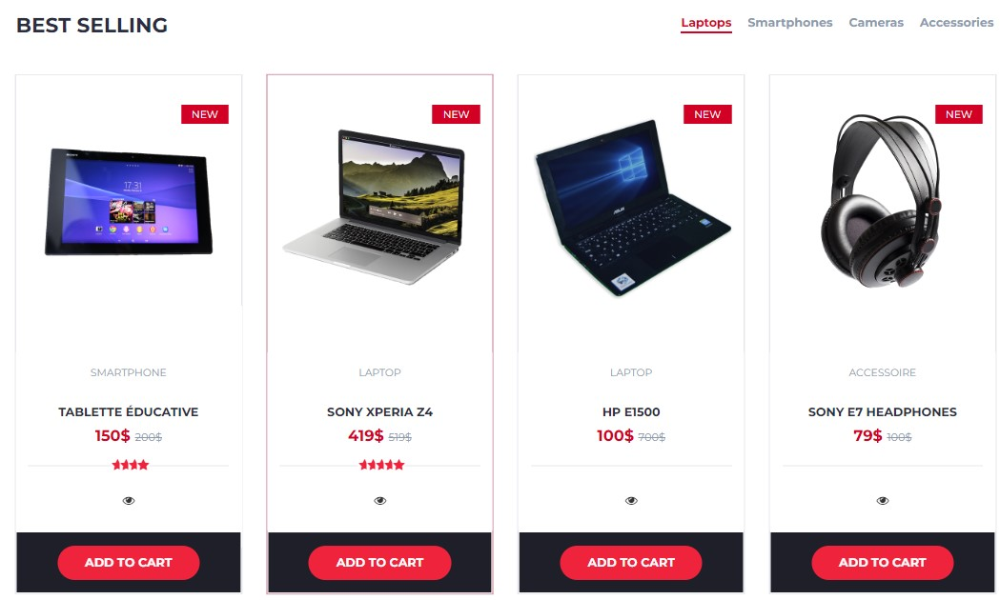 BEST SELLING
Laptops Smartphones Cameras Accessories
NEW
NEW
NEW
NEW
SONY
17:31
ASUS
SMARTPHONE
LAPTOP
LAPTOP
ACCESSOIRE
TABLETTE ÉDUCATIVE
SONY XPERIA Z4
HP E1500
SONY E7 HEADPHONES
150$ 200$
419$ 519$
100$ 700$
79$ 100$
ADD TO CART
ADD TO CART
ADD TO CART
ADD TO CART